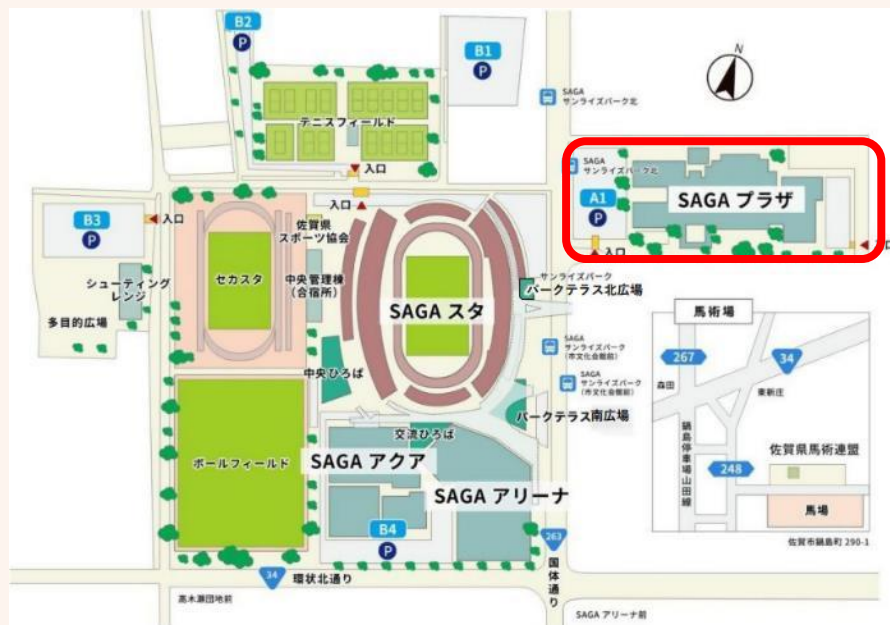 B2
P
B1
P
N
SAGA
サンライズパーク北
テニスフィールド
入口
SAGA
サンライズパーク北
A1
P
SAGA プラザ
入口
入口
B3
P
入口
入口
佐賀県
スポーツ協会
シューティング
レンジ
多目的広場
セカスタ
中央管理棟
(合宿所)
SAGA スタ
サンライズパーク
パークテラス北広場
馬術場
267
34
森田
東新庄
鍋島停車場山田線
248
佐賀県馬術連盟
馬場
佐賀市鍋島町 290-1
SAGA
サンライズパーク
(市文化会館前)
SAGA
サンライズパーク
(市文化会館前)
中央ひろば
パークテラス南広場
交流ひろば
ボールフィールド
SAGA アクア
SAGA アリーナ
B4
P
263
国体通り
34
環状北通り
高木瀬団地前
SAGA アリーナ前